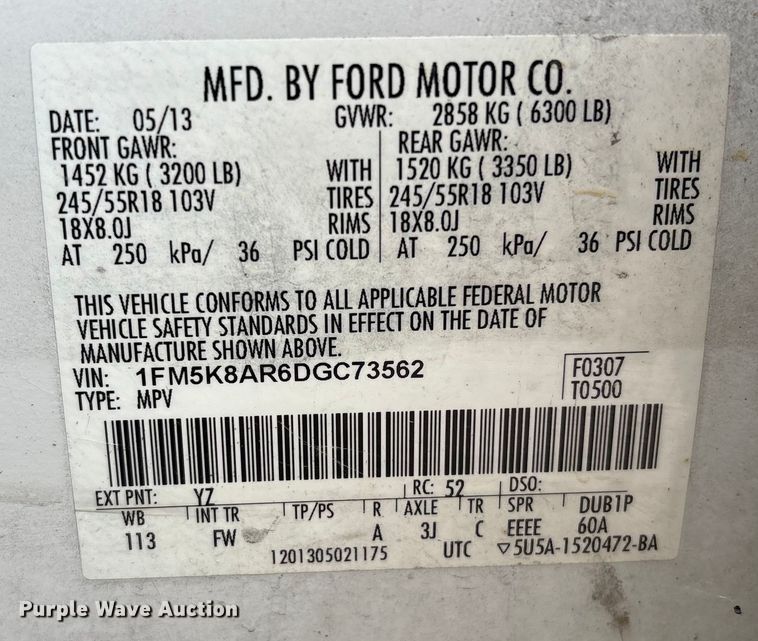 MFD. BY FORD MOTOR CO.
DATE: 05/13 GVWR: 2858 KG ( 6300 LB)
FRONT GAWR: REAR GAWR:
1452 KG ( 3200 LB) WITH 1520 KG ( 3350 LB) WITH
245/55R18 103V TIRES 245/55R18 103V TIRES
18X8.0J RIMS 18X8.0J RIMS
AT 250 kPa/ 36 PSI COLD AT 250 kPa/ 36 PSI COLD
THIS VEHICLE CONFORMS TO ALL APPLICABLE FEDERAL MOTOR
VEHICLE SAFETY STANDARDS IN EFFECT ON THE DATE OF
MANUFACTURE SHOWN ABOVE.
VIN: 1FM5K8AR6DGC73562 F0307
TYPE: MPV T0500
EXT PNT: YZ RC: 52 DSO:
WB INT TR TP/PS R AXLE TR SPR DUB1P
113 FW A 3J C EEEE 60A
1201305021175 UTC ▽5U5A-1520472-BA
Purple Wave Auction